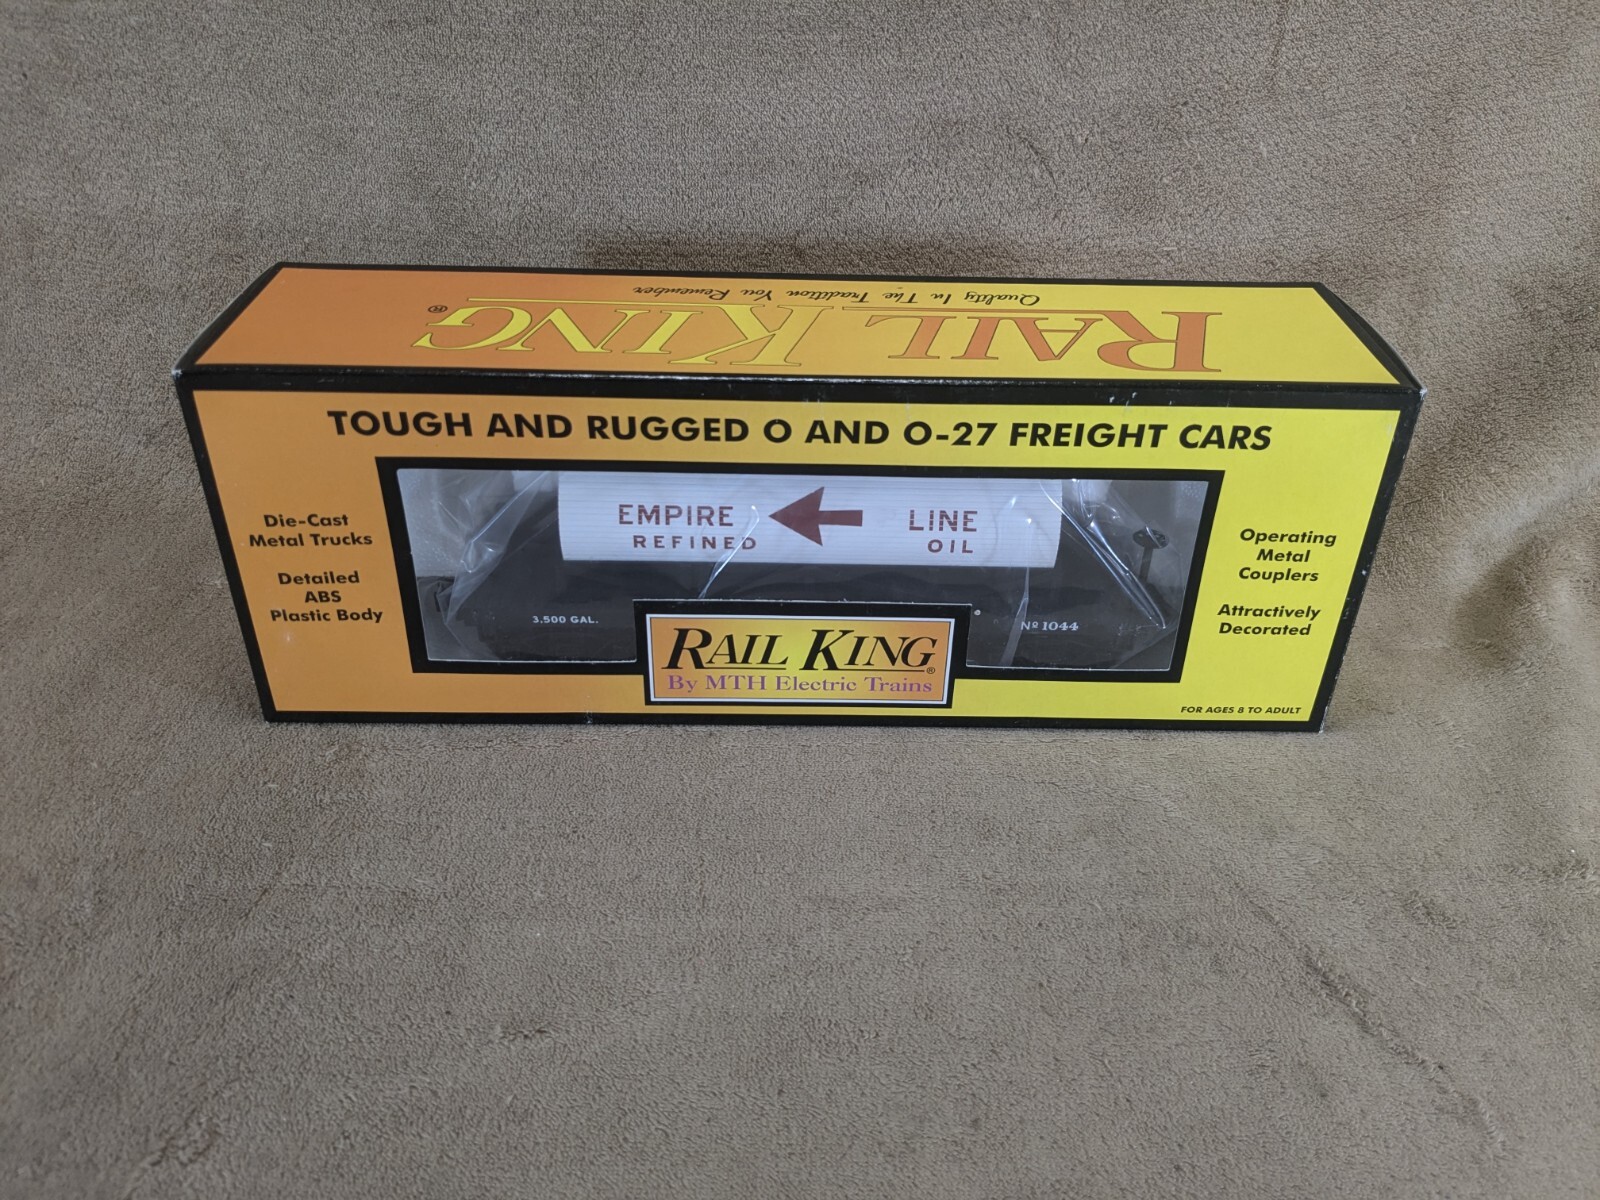 Quality In The Tradition You Remember
RAIL KING®
TOUGH AND RUGGED O AND O-27 FREIGHT CARS
Die-Cast
Metal Trucks
Detailed
ABS
Plastic Body
EMPIRE LINE
REFINED OIL
3,500 GAL.
Nº 1044
Operating
Metal
Couplers
Attractively
Decorated
RAIL KING®
By MTH Electric Trains
FOR AGES 8 TO ADULT